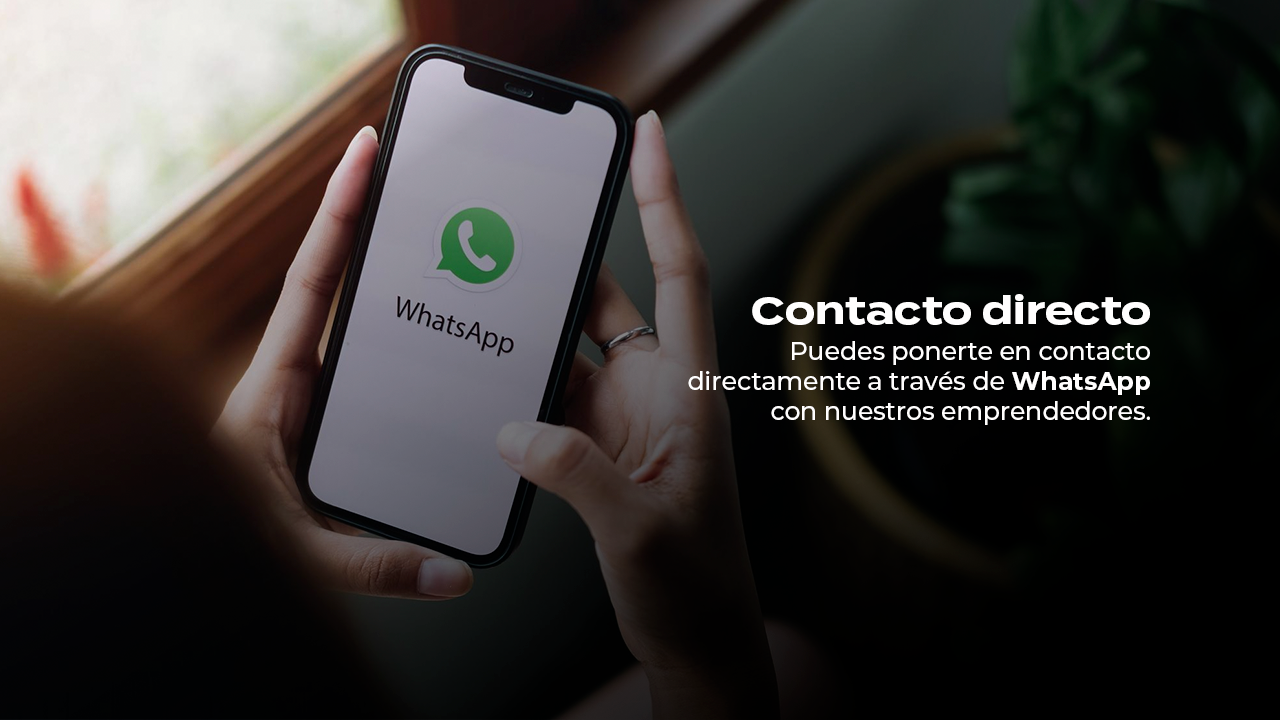 WhatsApp
Contacto directo
Puedes ponerte en contacto
directamente a través de WhatsApp
con nuestros emprendedores.